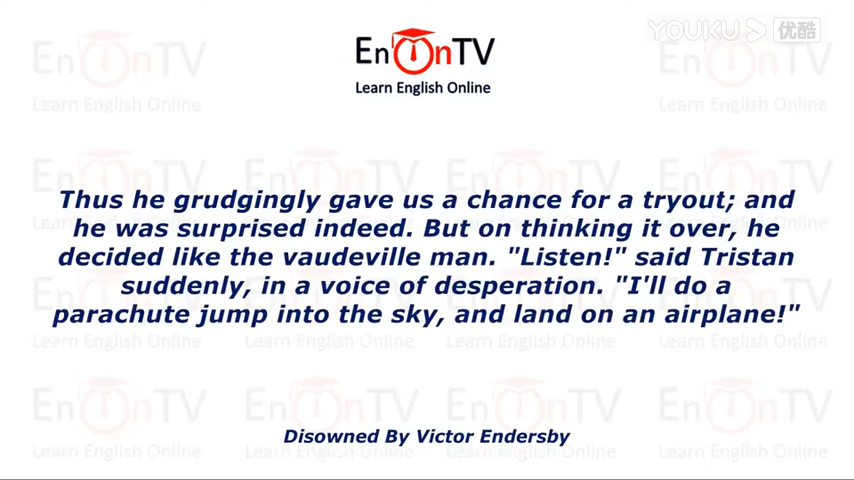 YOUKU 优酷
EnOnTV
Learn English Online
Thus he grudgingly gave us a chance for a tryout; and
he was surprised indeed. But on thinking it over, he
decided like the vaudeville man. "Listen!" said Tristan
suddenly, in a voice of desperation. "I'll do a
parachute jump into the sky, and land on an airplane!"
Disowned By Victor Endersby